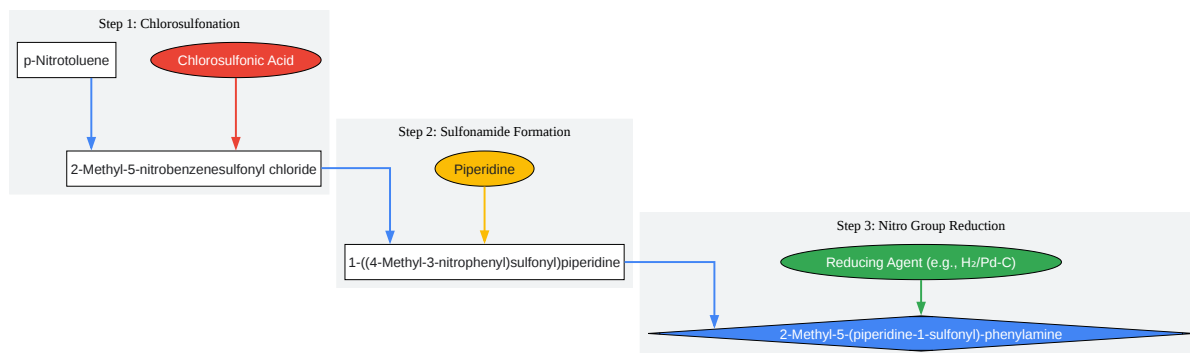 Step 1: Chlorosulfonation
p-Nitrotoluene
Chlorosulfonic Acid
2-Methyl-5-nitrobenzenesulfonyl chloride
Step 2: Sulfonamide Formation
Piperidine
1-((4-Methyl-3-nitrophenyl)sulfonyl)piperidine
Step 3: Nitro Group Reduction
Reducing Agent (e.g., H₂/Pd-C)
2-Methyl-5-(piperidine-1-sulfonyl)-phenylamine